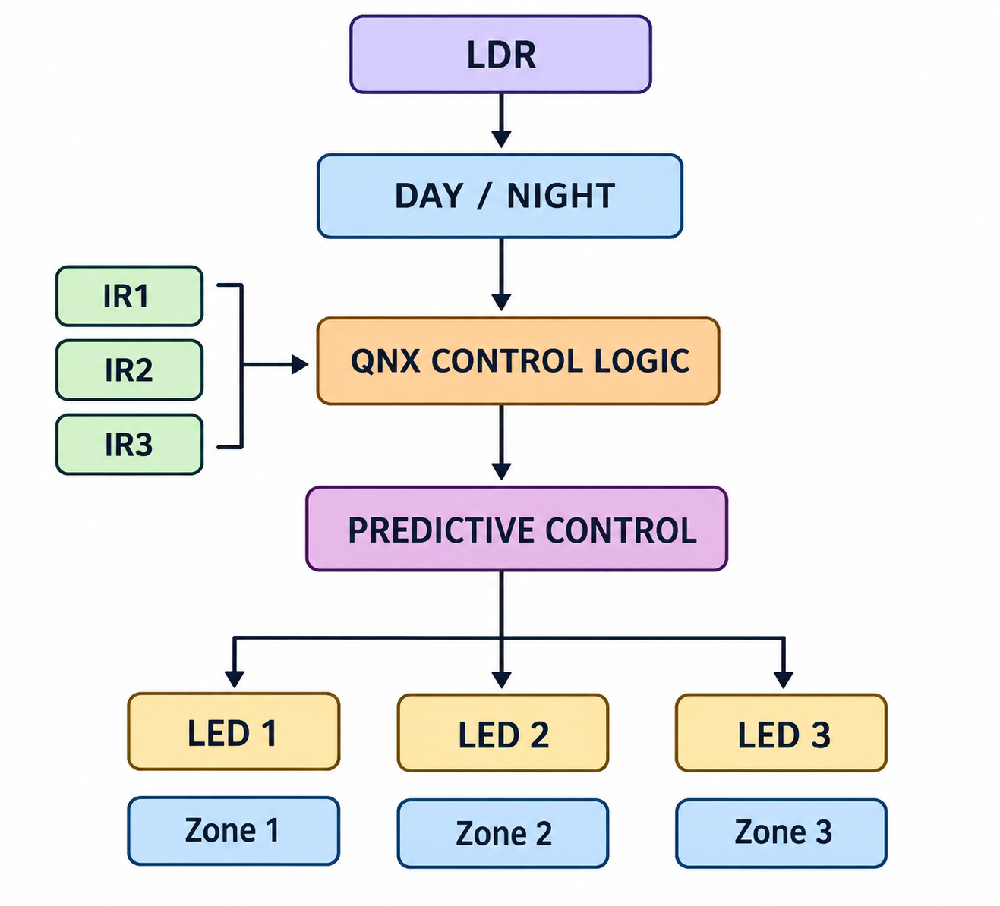 LDR
DAY / NIGHT
IR1
IR2
IR3
QNX CONTROL LOGIC
PREDICTIVE CONTROL
LED 1
LED 2
LED 3
Zone 1
Zone 2
Zone 3